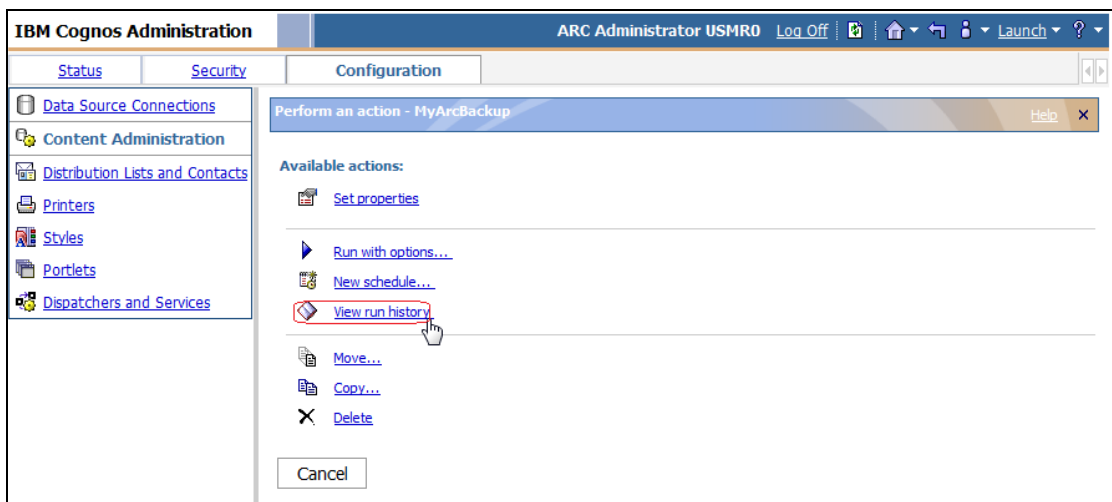 IBM Cognos Administration
ARC Administrator USMR0 Log Off Launch ?
Status Security Configuration
Data Source Connections
Content Administration
Distribution Lists and Contacts
Printers
Styles
Portlets
Dispatchers and Services
Perform an action - MyArcBackup Help X
Available actions:
Set properties
Run with options...
New schedule...
View run history
Move...
Copy...
Delete
Cancel